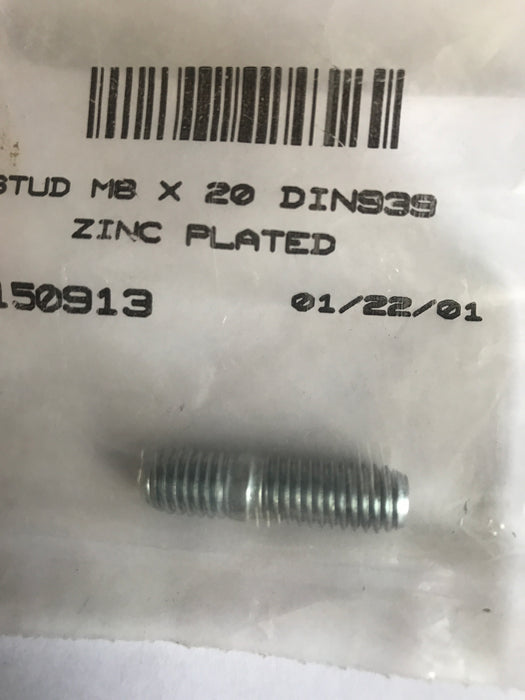 STUD M8 X 20 DIN939
ZINC PLATED
150913
01/22/01